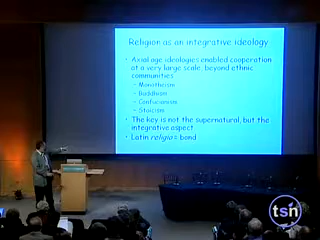 Religion as an integrative ideology
• Axial age ideologies enabled cooperation
at a very large scale, beyond ethnic
communities
- Monotheism
- Buddhism
- Confucianism
- Stoicism
• The key is not the supernatural, but the
integrative aspect
• Latin religia = bond
tsn